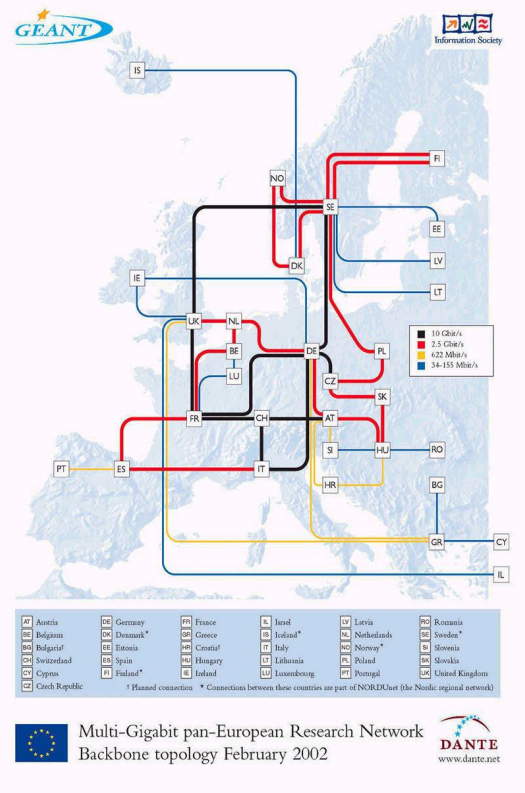 GEANT
Information Society
IS
FI
NO
SE
EE
DK
LV
IE
LT
UK
NL
10 Gbit/s
2.5 Gbit/s
622 Mbit/s
34-155 Mbit/s
BE
DE
PL
LU
CZ
SK
FR
CH
AT
SI
HU
RO
PT
ES
IT
HR
BG
GR
CY
IL
AT Austria
BE Belgium
BG Bulgaria†
CH Switzerland
CY Cyprus
CZ Czech Republic
DE Germany
DK Denmark*
EE Estonia
ES Spain
FI Finland*
FR France
GR Greece
HR Croatia†
HU Hungary
IE Ireland
IL Israel
IS Iceland*
IT Italy
LT Lithuania
LU Luxembourg
LV Latvia
NL Netherlands
NO Norway*
PL Poland
PT Portugal
RO Romania
SE Sweden*
SI Slovenia
SK Slovakia
UK United Kingdom
† Planned connection * Connections between these countries are part of NORDUnet (the Nordic regional network)
Multi-Gigabit pan-European Research Network
Backbone topology February 2002
DANTE
www.dante.net